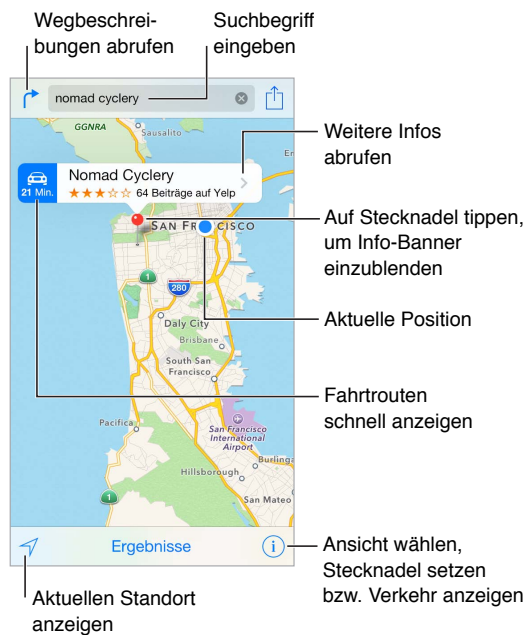 Wegbeschrei-
bungen abrufen
Suchbegriff
eingeben
nomad cyclery
GGNRA
Sausalito
Weitere Infos
abrufen
Er
Nomad Cyclery
21 Min.
64 Beiträge auf Yelp
Auf Stecknadel tippen,
um Info-Banner
einzublenden
SAN FRANCISCO
1
280
Aktuelle Position
Daly City
Brisbane
South San
Francisco
Fahrtrouten
schnell anzeigen
Pacifica
San Francisco
International
Airport
Burlinga
Hillsborough
1
San Mateo
Ergebnisse
i
Ansicht wählen,
Stecknadel setzen
bzw. Verkehr anzeigen
Aktuellen Standort
anzeigen